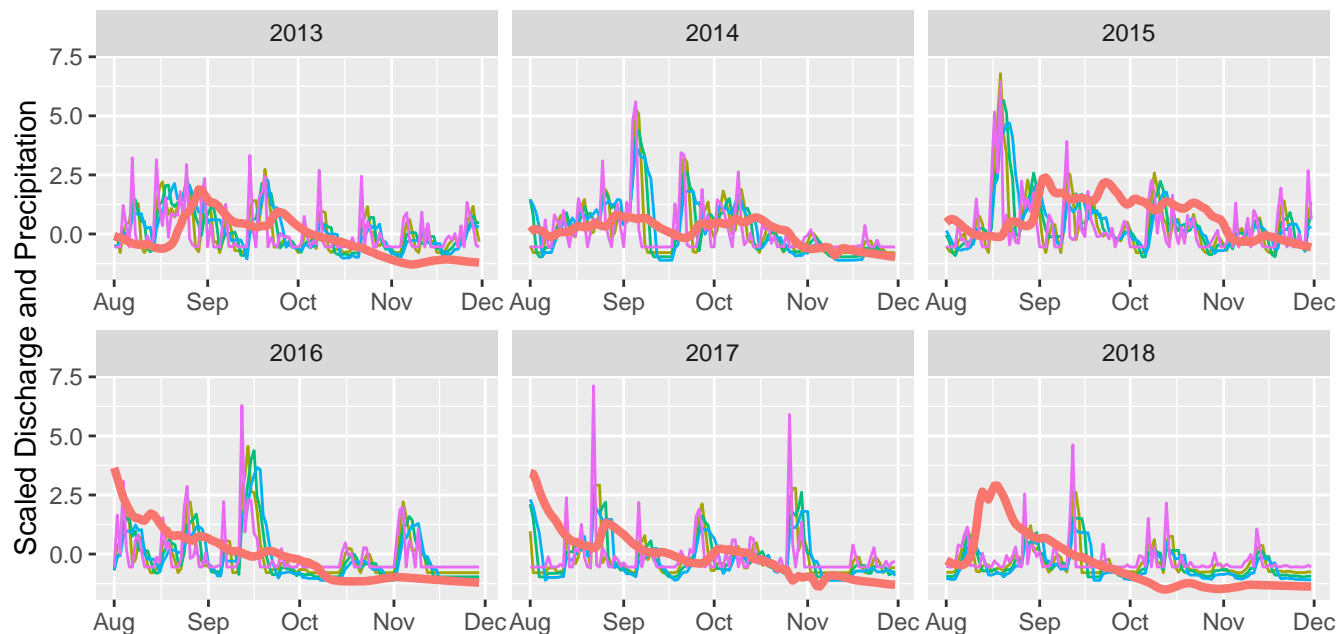 2013 2014 2015
7.5
5.0
2.5
0.0
Aug Sep Oct Nov Dec Aug Sep Oct Nov Dec Aug Sep Oct Nov Dec
Scaled Discharge and Precipitation
2016 2017 2018
7.5
5.0
2.5
0.0
Aug Sep Oct Nov Dec Aug Sep Oct Nov Dec Aug Sep Oct Nov Dec